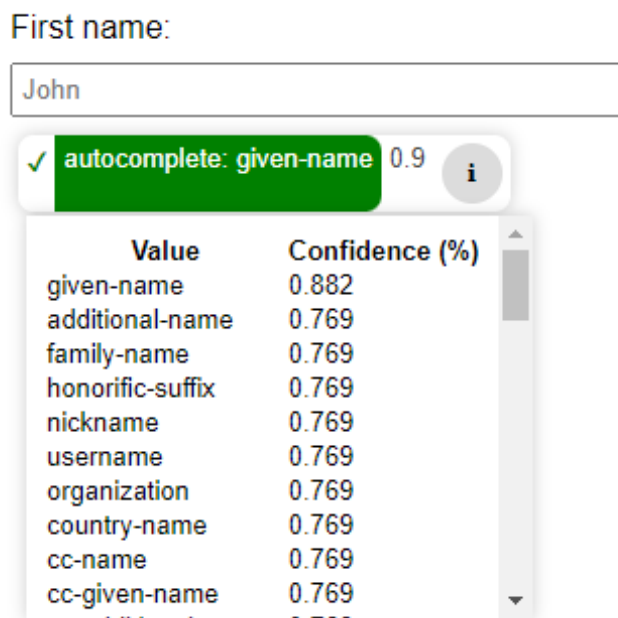 First name:
John
✓ autocomplete: given-name 0.9 i
Value Confidence (%)
given-name 0.882
additional-name 0.769
family-name 0.769
honorific-suffix 0.769
nickname 0.769
username 0.769
organization 0.769
country-name 0.769
cc-name 0.769
cc-given-name 0.769